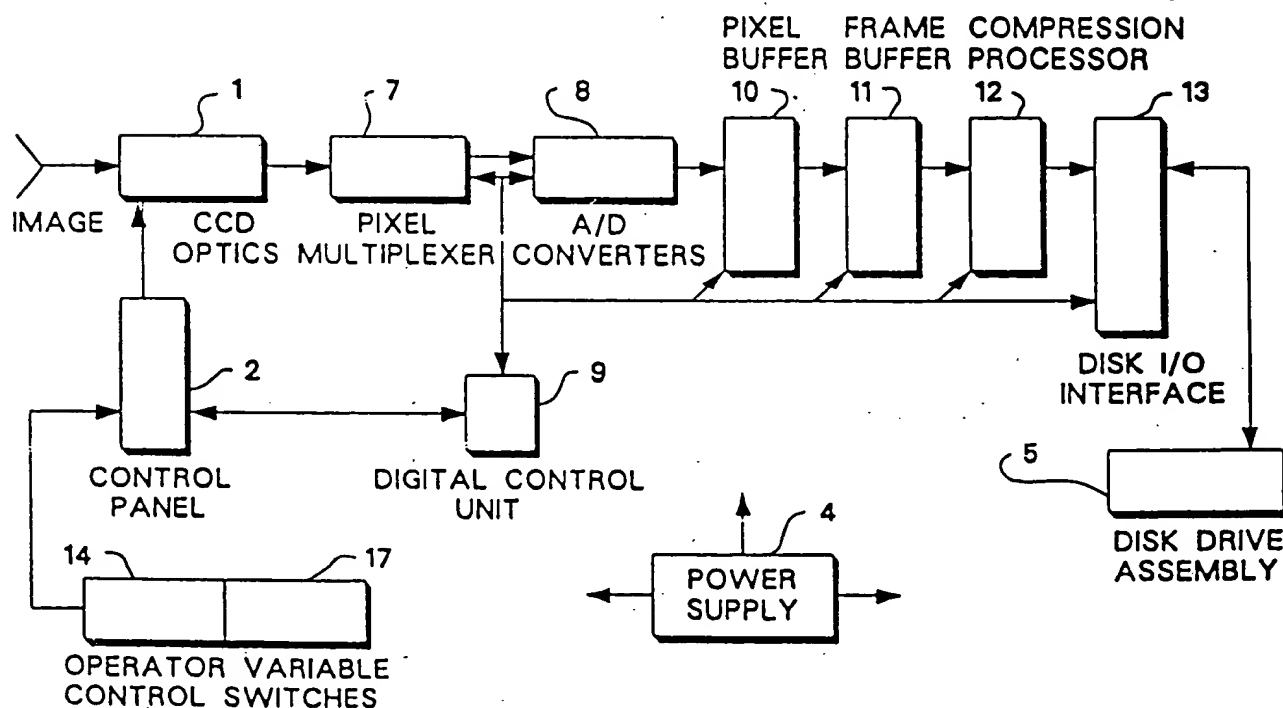 PIXEL FRAME COMPRESSION
BUFFER BUFFER PROCESSOR
1
7
8
10
11
12
13
IMAGE
CCD
OPTICS
PIXEL
MULTIPLEXER
A/D
CONVERTERS
2
9
DISK I/O
INTERFACE
CONTROL
PANEL
DIGITAL CONTROL
UNIT
5
4
14
17
POWER
SUPPLY
DISK DRIVE
ASSEMBLY
OPERATOR VARIABLE
CONTROL SWITCHES